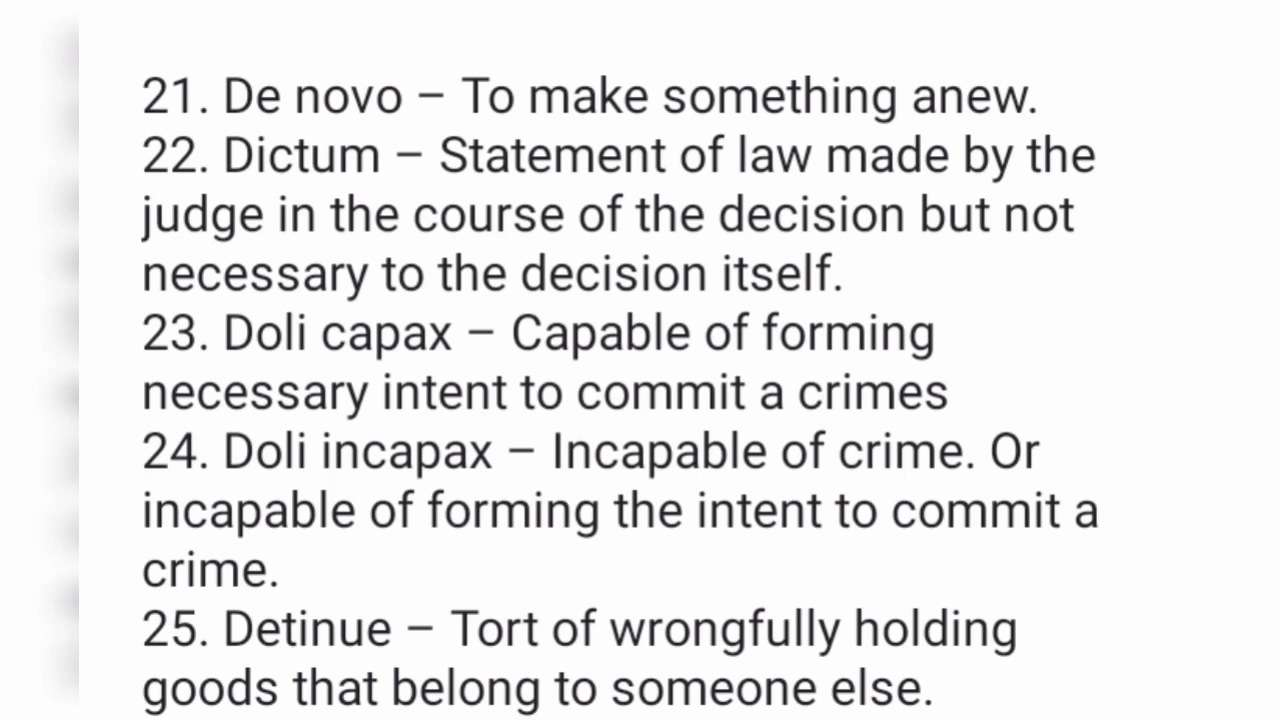 21. De novo – To make something anew.
22. Dictum – Statement of law made by the
judge in the course of the decision but not
necessary to the decision itself.
23. Doli capax – Capable of forming
necessary intent to commit a crimes
24. Doli incapax – Incapable of crime. Or
incapable of forming the intent to commit a
crime.
25. Detinue – Tort of wrongfully holding
goods that belong to someone else.